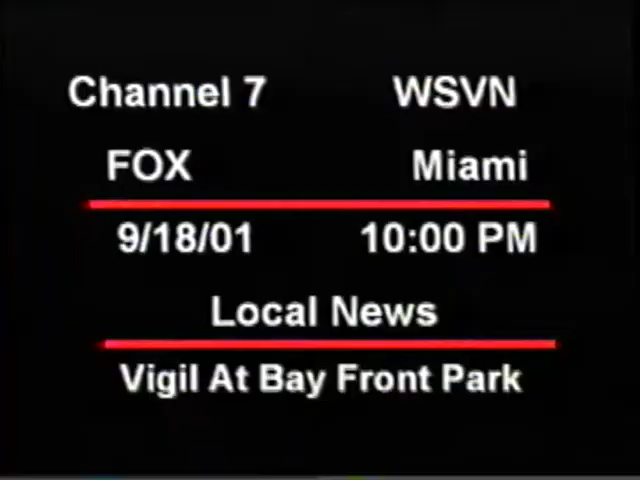 Channel 7 WSVN
FOX Miami
9/18/01 10:00 PM
Local News
Vigil At Bay Front Park